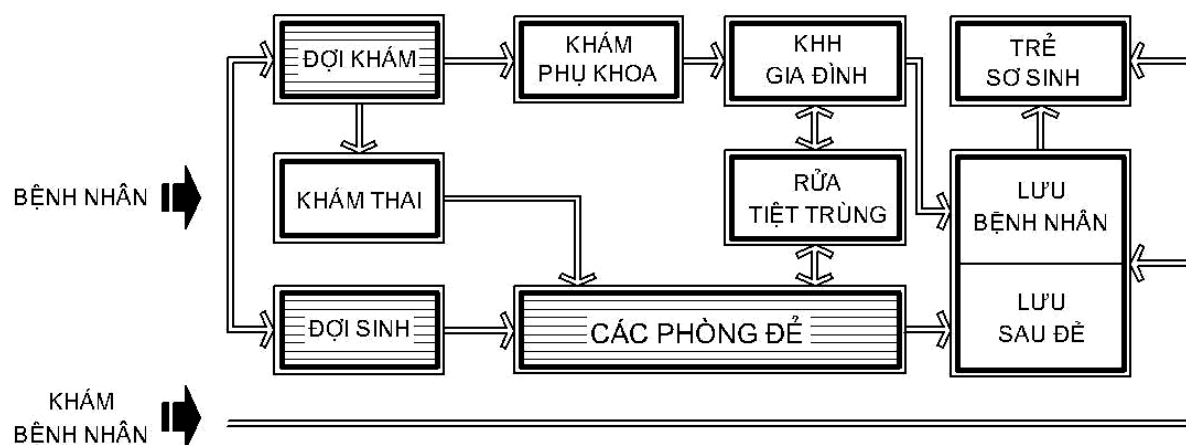 ĐỢI KHÁM
KHÁM
PHỤ KHOA
KHH
GIA ĐÌNH
TRẺ
SƠ SINH
BỆNH NHÂN
KHÁM THAI
RỬA
TIỆT TRÙNG
LƯU
BỆNH NHÂN
ĐỢI SINH
CÁC PHÒNG ĐẺ
LƯU
SAU ĐẺ
KHÁM
BỆNH NHÂN